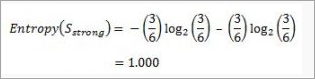 Entropy(S_strong) = − (3/6) log₂ (3/6) − (3/6) log₂ (3/6)
= 1.000